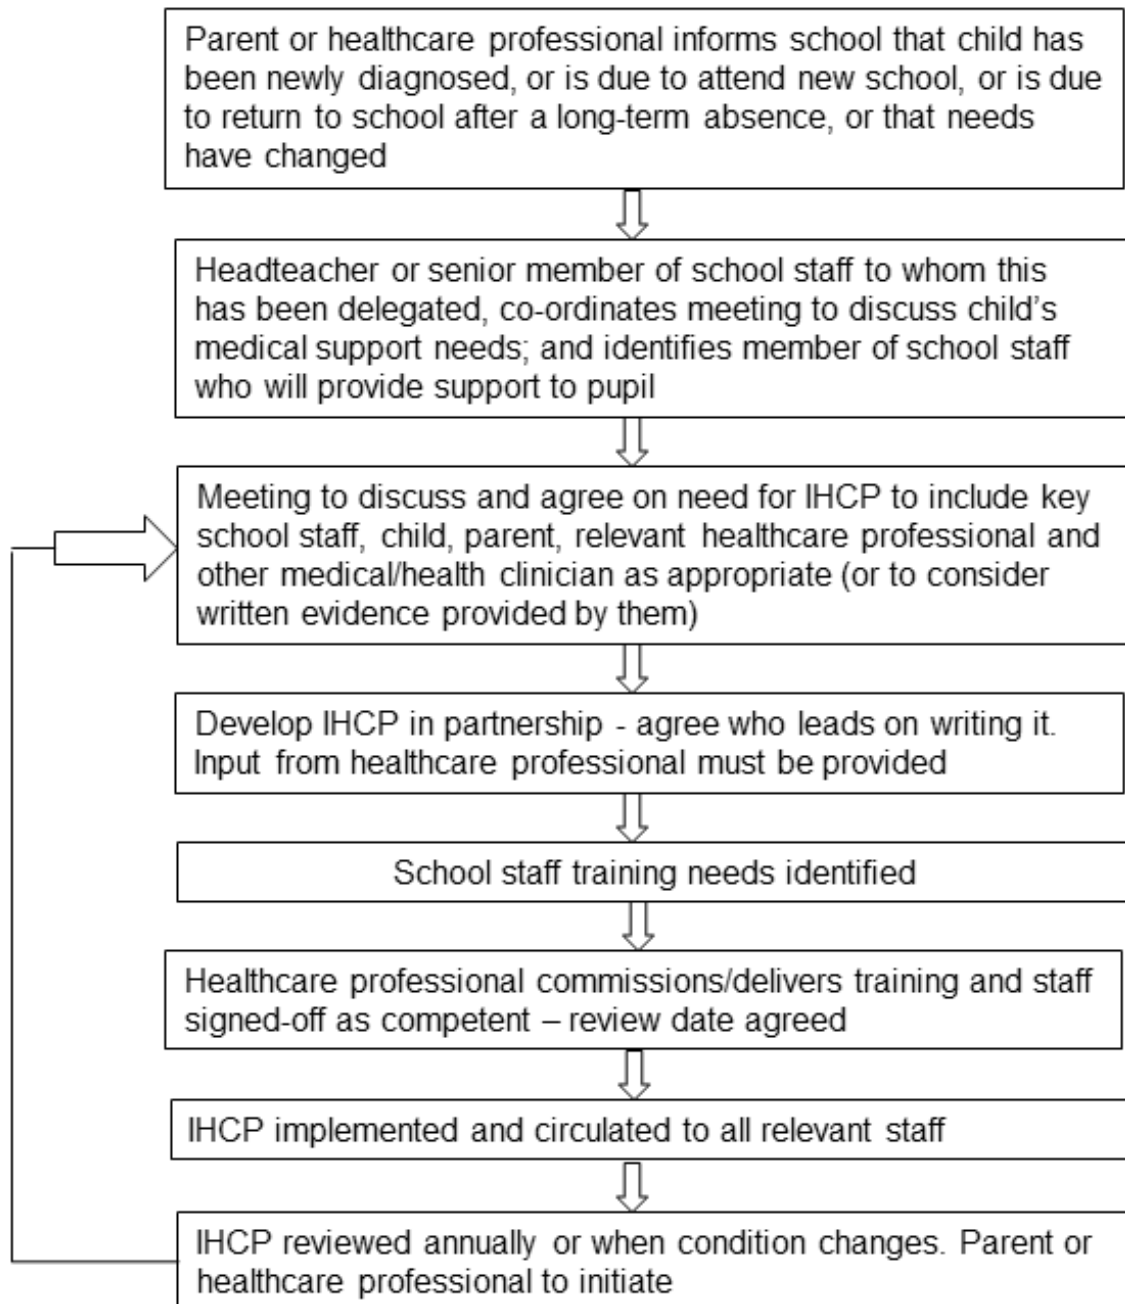 Parent or healthcare professional informs school that child has
been newly diagnosed, or is due to attend new school, or is due
to return to school after a long-term absence, or that needs
have changed
Headteacher or senior member of school staff to whom this
has been delegated, co-ordinates meeting to discuss child's
medical support needs; and identifies member of school staff
who will provide support to pupil
Meeting to discuss and agree on need for IHCP to include key
school staff, child, parent, relevant healthcare professional and
other medical/health clinician as appropriate (or to consider
written evidence provided by them)
Develop IHCP in partnership - agree who leads on writing it.
Input from healthcare professional must be provided
School staff training needs identified
Healthcare professional commissions/delivers training and staff
signed-off as competent – review date agreed
IHCP implemented and circulated to all relevant staff
IHCP reviewed annually or when condition changes. Parent or
healthcare professional to initiate